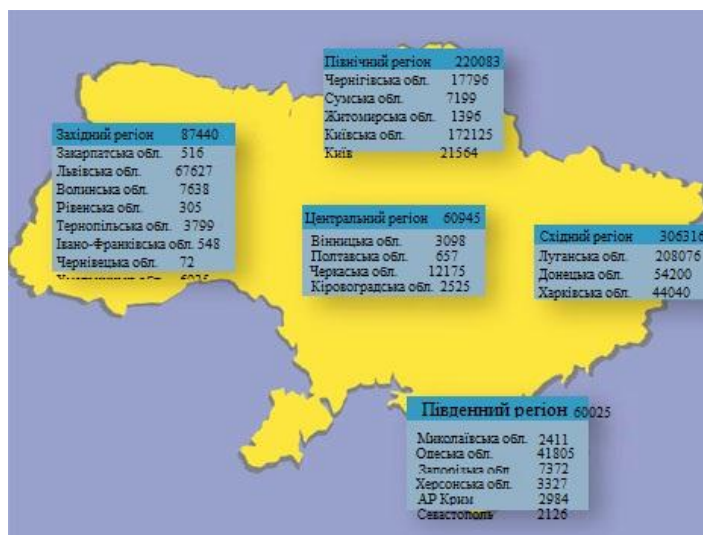 Північний регіон 220083
Чернігівська обл. 17796
Сумська обл. 7199
Житомирська обл. 1396
Київська обл. 172125
Київ 21564
Західний регіон 87440
Закарпатська обл. 516
Львівська обл. 67627
Волинська обл. 7638
Рівенська обл. 305
Тернопільська обл. 3799
Івано-Франківська обл. 548
Чернівецька обл. 72
Центральний регіон 60945
Вінницька обл. 3098
Полтавська обл. 657
Черкаська обл. 12175
Кіровоградська обл. 2525
Східний регіон 306316
Луганська обл. 208076
Донецька обл. 54200
Харківська обл. 44040
Південний регіон 60025
Миколаївська обл. 2411
Одеська обл. 41805
Запорізька обл. 7372
Херсонська обл. 3327
АР Крим 2984
Севастополь 2126